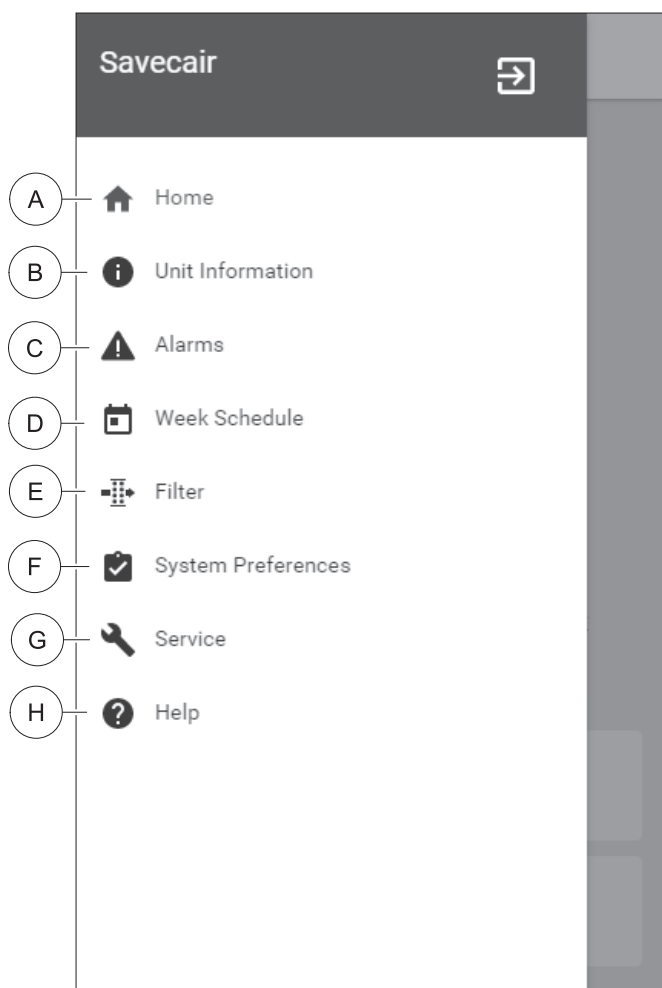 Savecair
A Home
B Unit Information
C Alarms
D Week Schedule
E Filter
F System Preferences
G Service
H Help